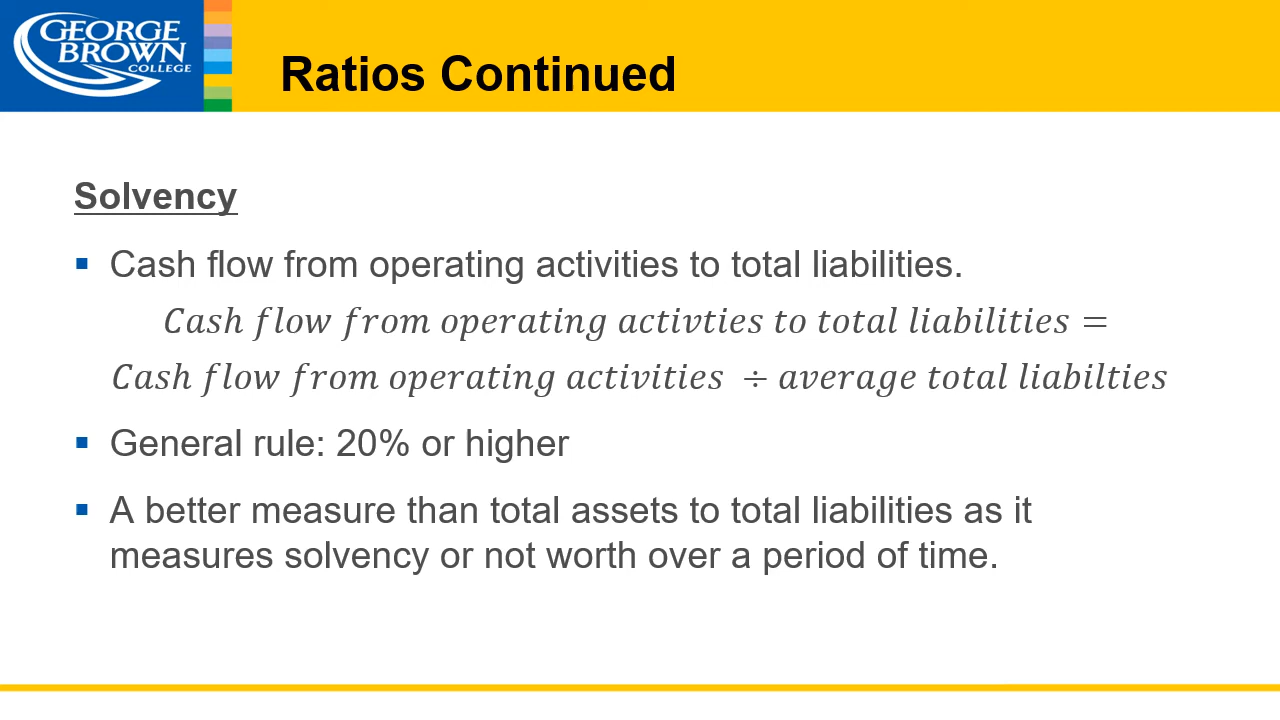 GEORGE
BROWN
COLLEGE
Ratios Continued
Solvency
▪ Cash flow from operating activities to total liabilities.
Cash flow from operating activties to total liabilities =
Cash flow from operating activities ÷ average total liabilties
▪ General rule: 20% or higher
▪ A better measure than total assets to total liabilities as it
measures solvency or not worth over a period of time.